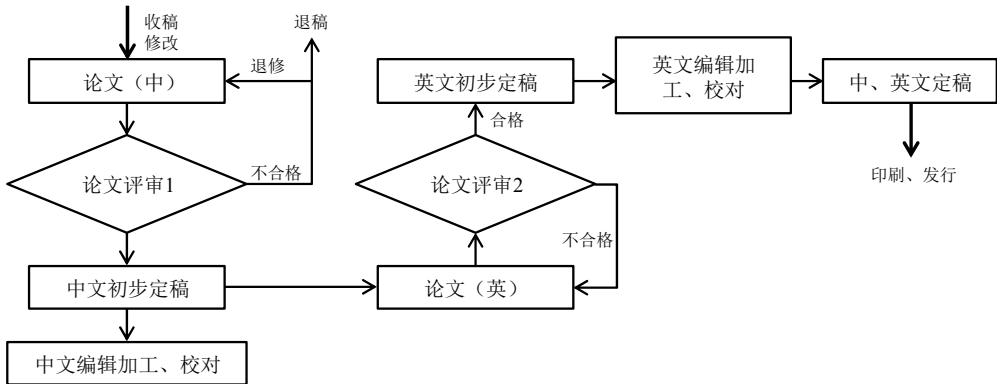 收稿
修改
退稿
论文（中）
退修
论文评审1
不合格
中文初步定稿
中文编辑加工、校对
英文初步定稿
合格
论文评审2
不合格
论文（英）
英文编辑加
工、校对
中、英文定稿
印刷、发行